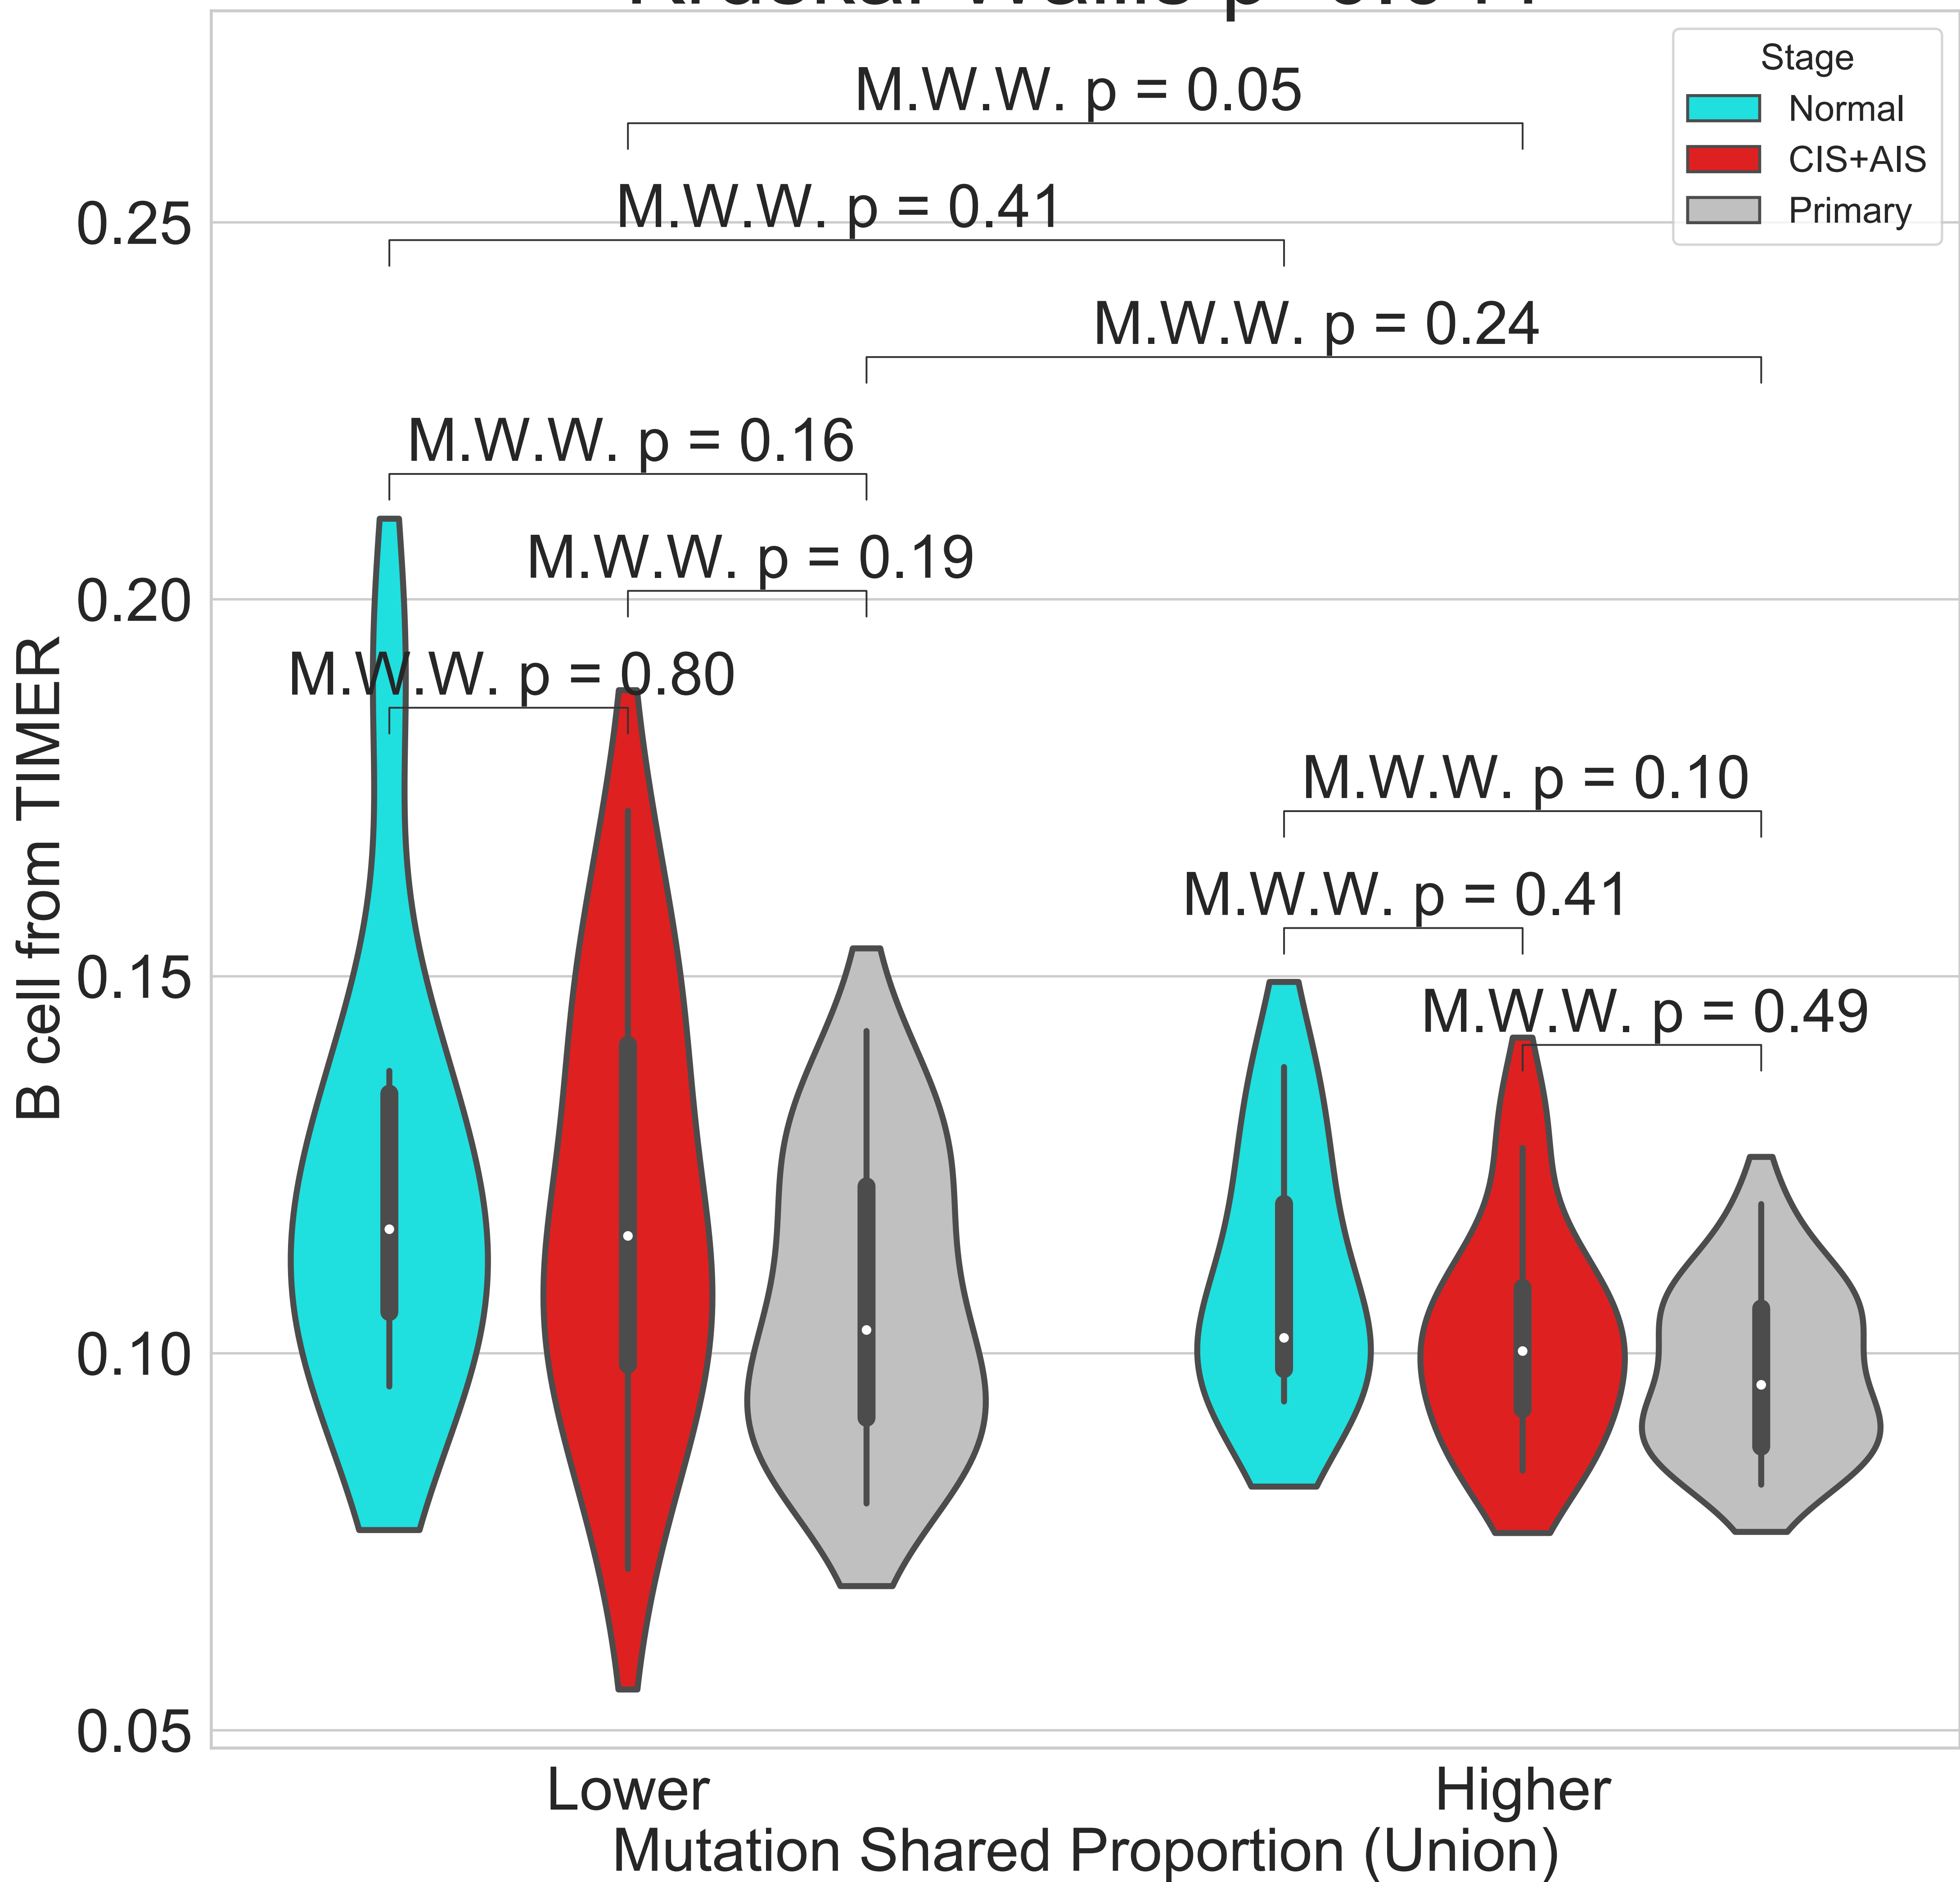 Stage
Normal
CIS+AIS
Primary
M.W.W. p = 0.05
M.W.W. p = 0.41
M.W.W. p = 0.24
M.W.W. p = 0.16
M.W.W. p = 0.19
M.W.W. p = 0.80
M.W.W. p = 0.10
M.W.W. p = 0.41
M.W.W. p = 0.49
0.25
0.20
0.15
0.10
0.05
B cell from TIMER
Lower
Higher
Mutation Shared Proportion (Union)